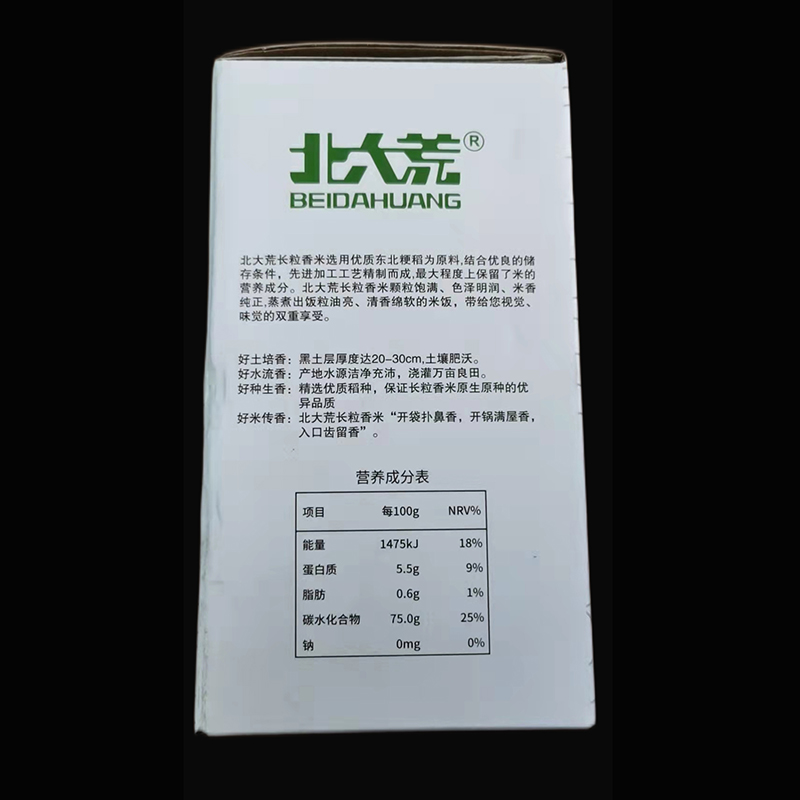 北大荒®
BEIDAHUANG
北大荒长粒香米选用优质东北粳稻为原料,结合优良的储
存条件，先进加工工艺精制而成,最大程度上保留了米的
营养成分。北大荒长粒香米颗粒饱满、色泽明润、米香
纯正,蒸煮出饭粒油亮、清香绵软的米饭，带给您视觉、
味觉的双重享受。
好土培香：黑土层厚度达20-30cm,土壤肥沃。
好水流香：产地水源洁净充沛，浇灌万亩良田。
好种生香：精选优质稻种，保证长粒香米原生原种的优
异品质
好米传香：北大荒长粒香米“开袋扑鼻香，开锅满屋香，
入口齿留香”。
营养成分表
项目 每100g NRV%
能量 1475kJ 18%
蛋白质 5.5g 9%
脂肪 0.6g 1%
碳水化合物 75.0g 25%
钠 0mg 0%